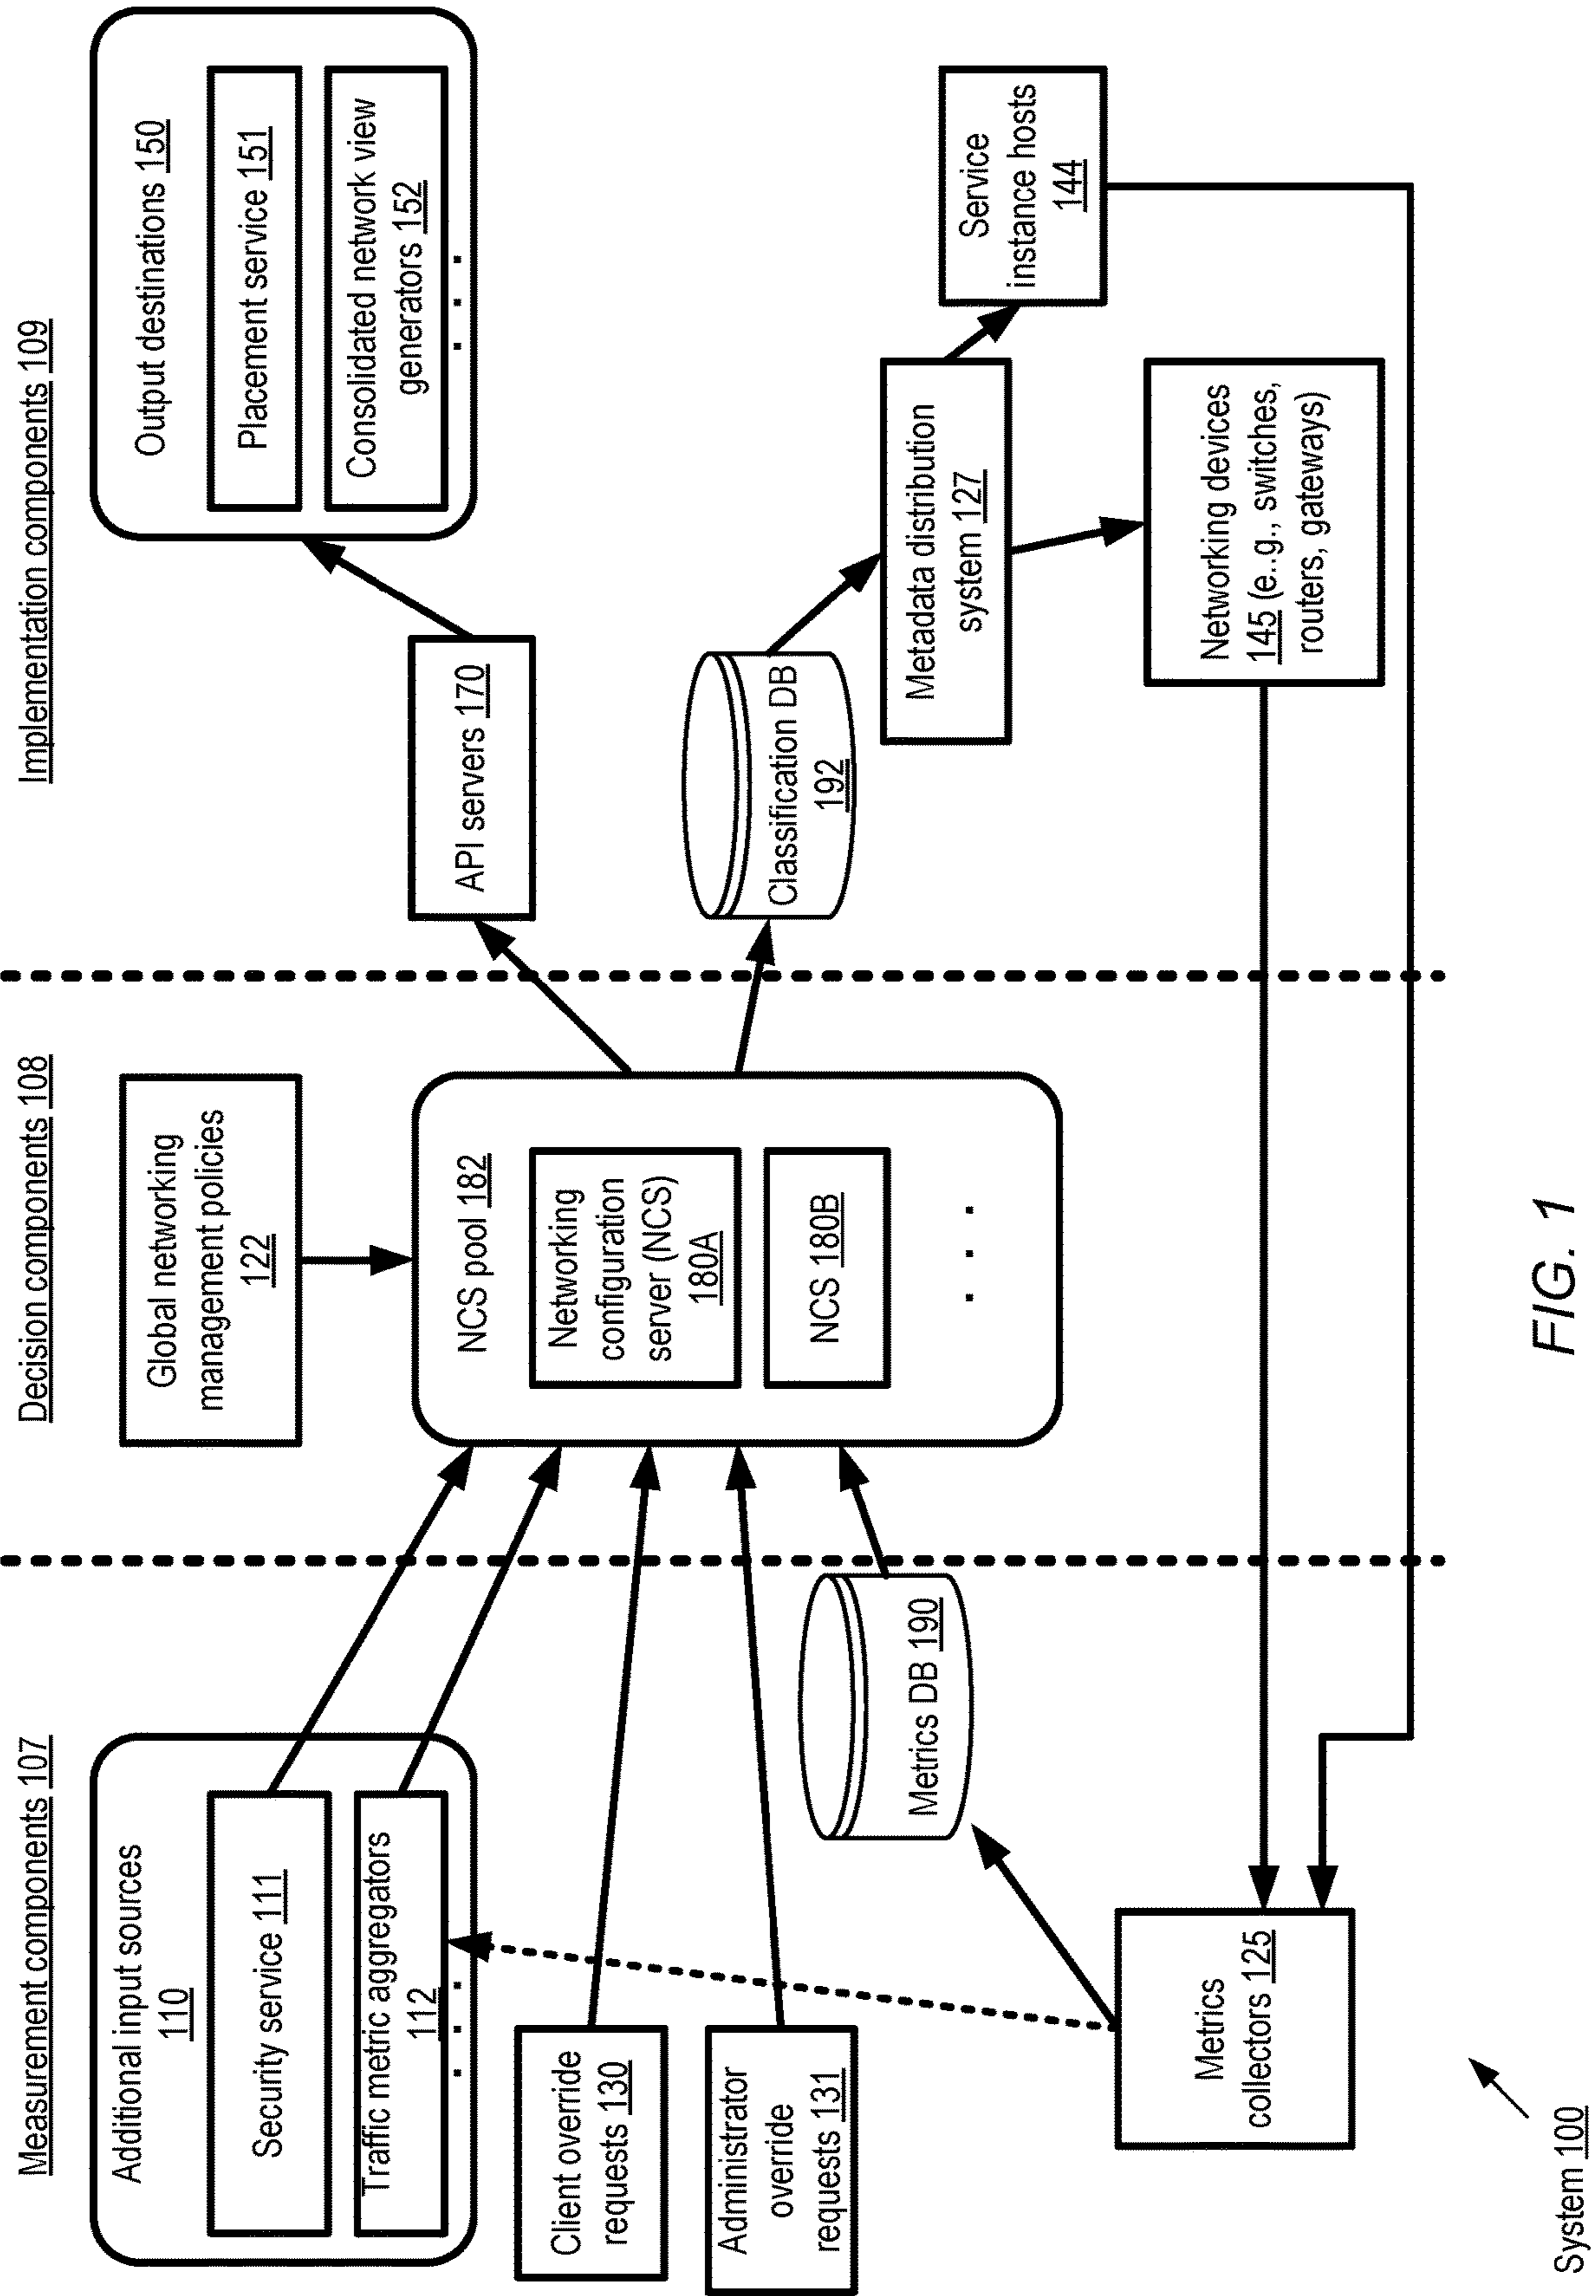 Measurement components 107
Decision components 108
Implementation components 109
Additional input sources
110
Security service 111
Traffic metric aggregators
112
. . .
Client override
requests 130
Administrator
override
requests 131
Metrics DB 190
Metrics
collectors 125
Global networking
management policies
122
NCS pool 182
Networking
configuration
server (NCS)
180A
NCS 180B
. . .
Output destinations 150
Placement service 151
Consolidated network view
generators 152
. . .
API servers 170
Classification DB
192
Metadata distribution
system 127
Service
instance hosts
144
Networking devices
145 (e..g., switches,
routers, gateways)
System 100
FIG. 1